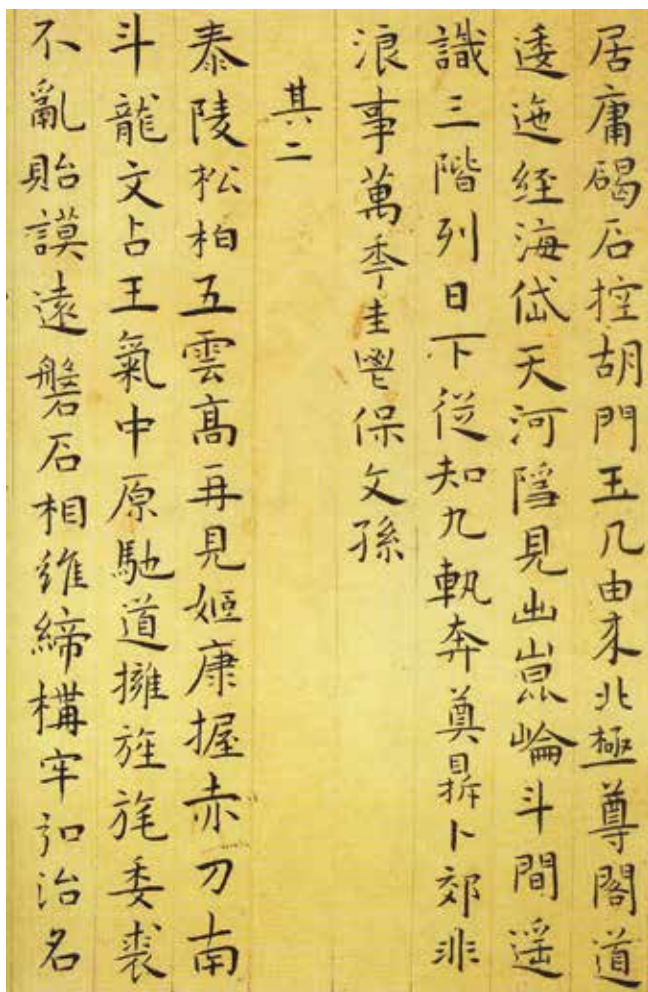 居庸碣石控胡門玉几由来北極尊閣道
逶迤經海岱天河隱見出崑崘斗間遥
識三階列日下從知九軌奔奠鼎卜郊非
浪事萬秊圭鬯保文孫
其二
泰陵松柏五雲高再見姬康握赤刀南
斗龍文占王氣中原馳道擁旌旄委裘
不亂貽謨遠磐石相維締構牢弘治名